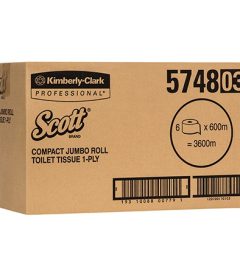 Kimberly-Clark
PROFESSIONAL*
574803
Scott
BRAND
COMPACT JUMBO ROLL
TOILET TISSUE 1-PLY
6 x 600m
= 3600m